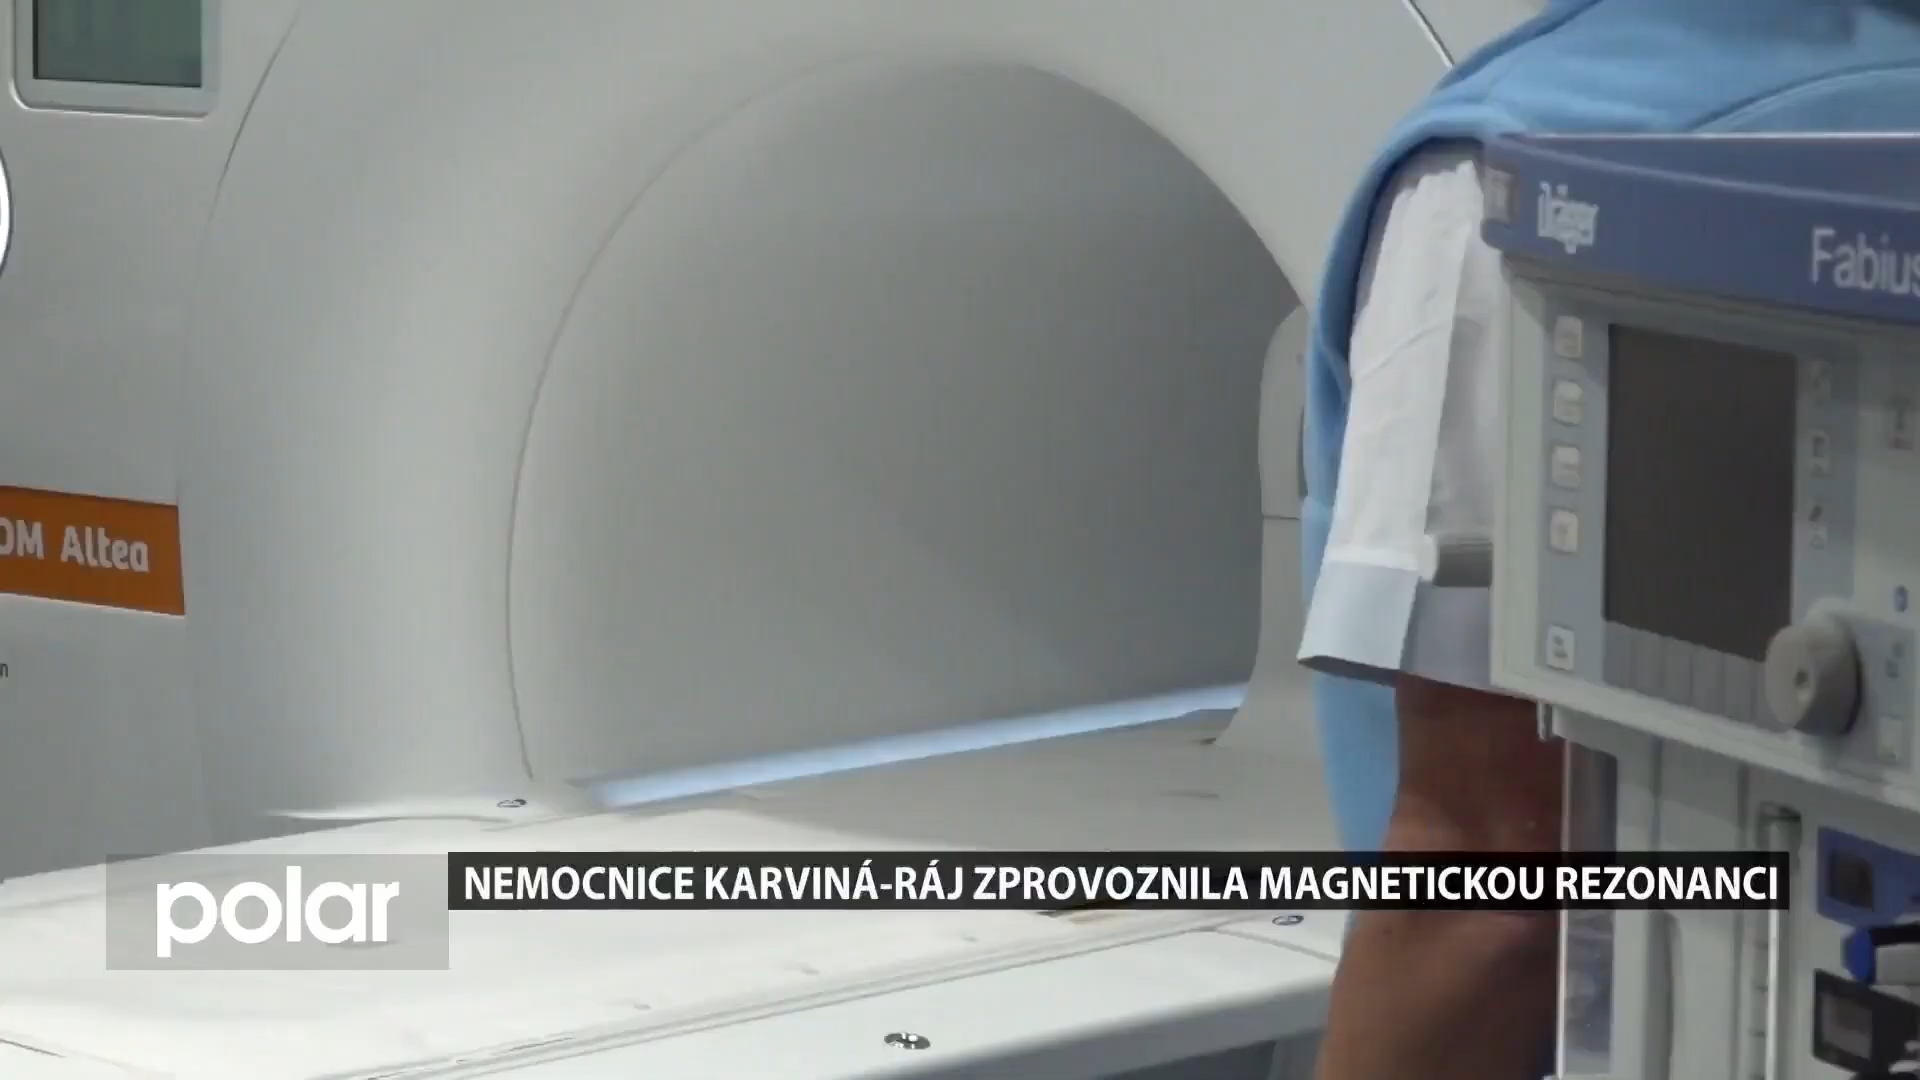 Dräger
Fabius
OM Altea
n
polar
NEMOCNICE KARVINÁ-RÁJ ZPROVOZNILA MAGNETICKOU REZONANCI